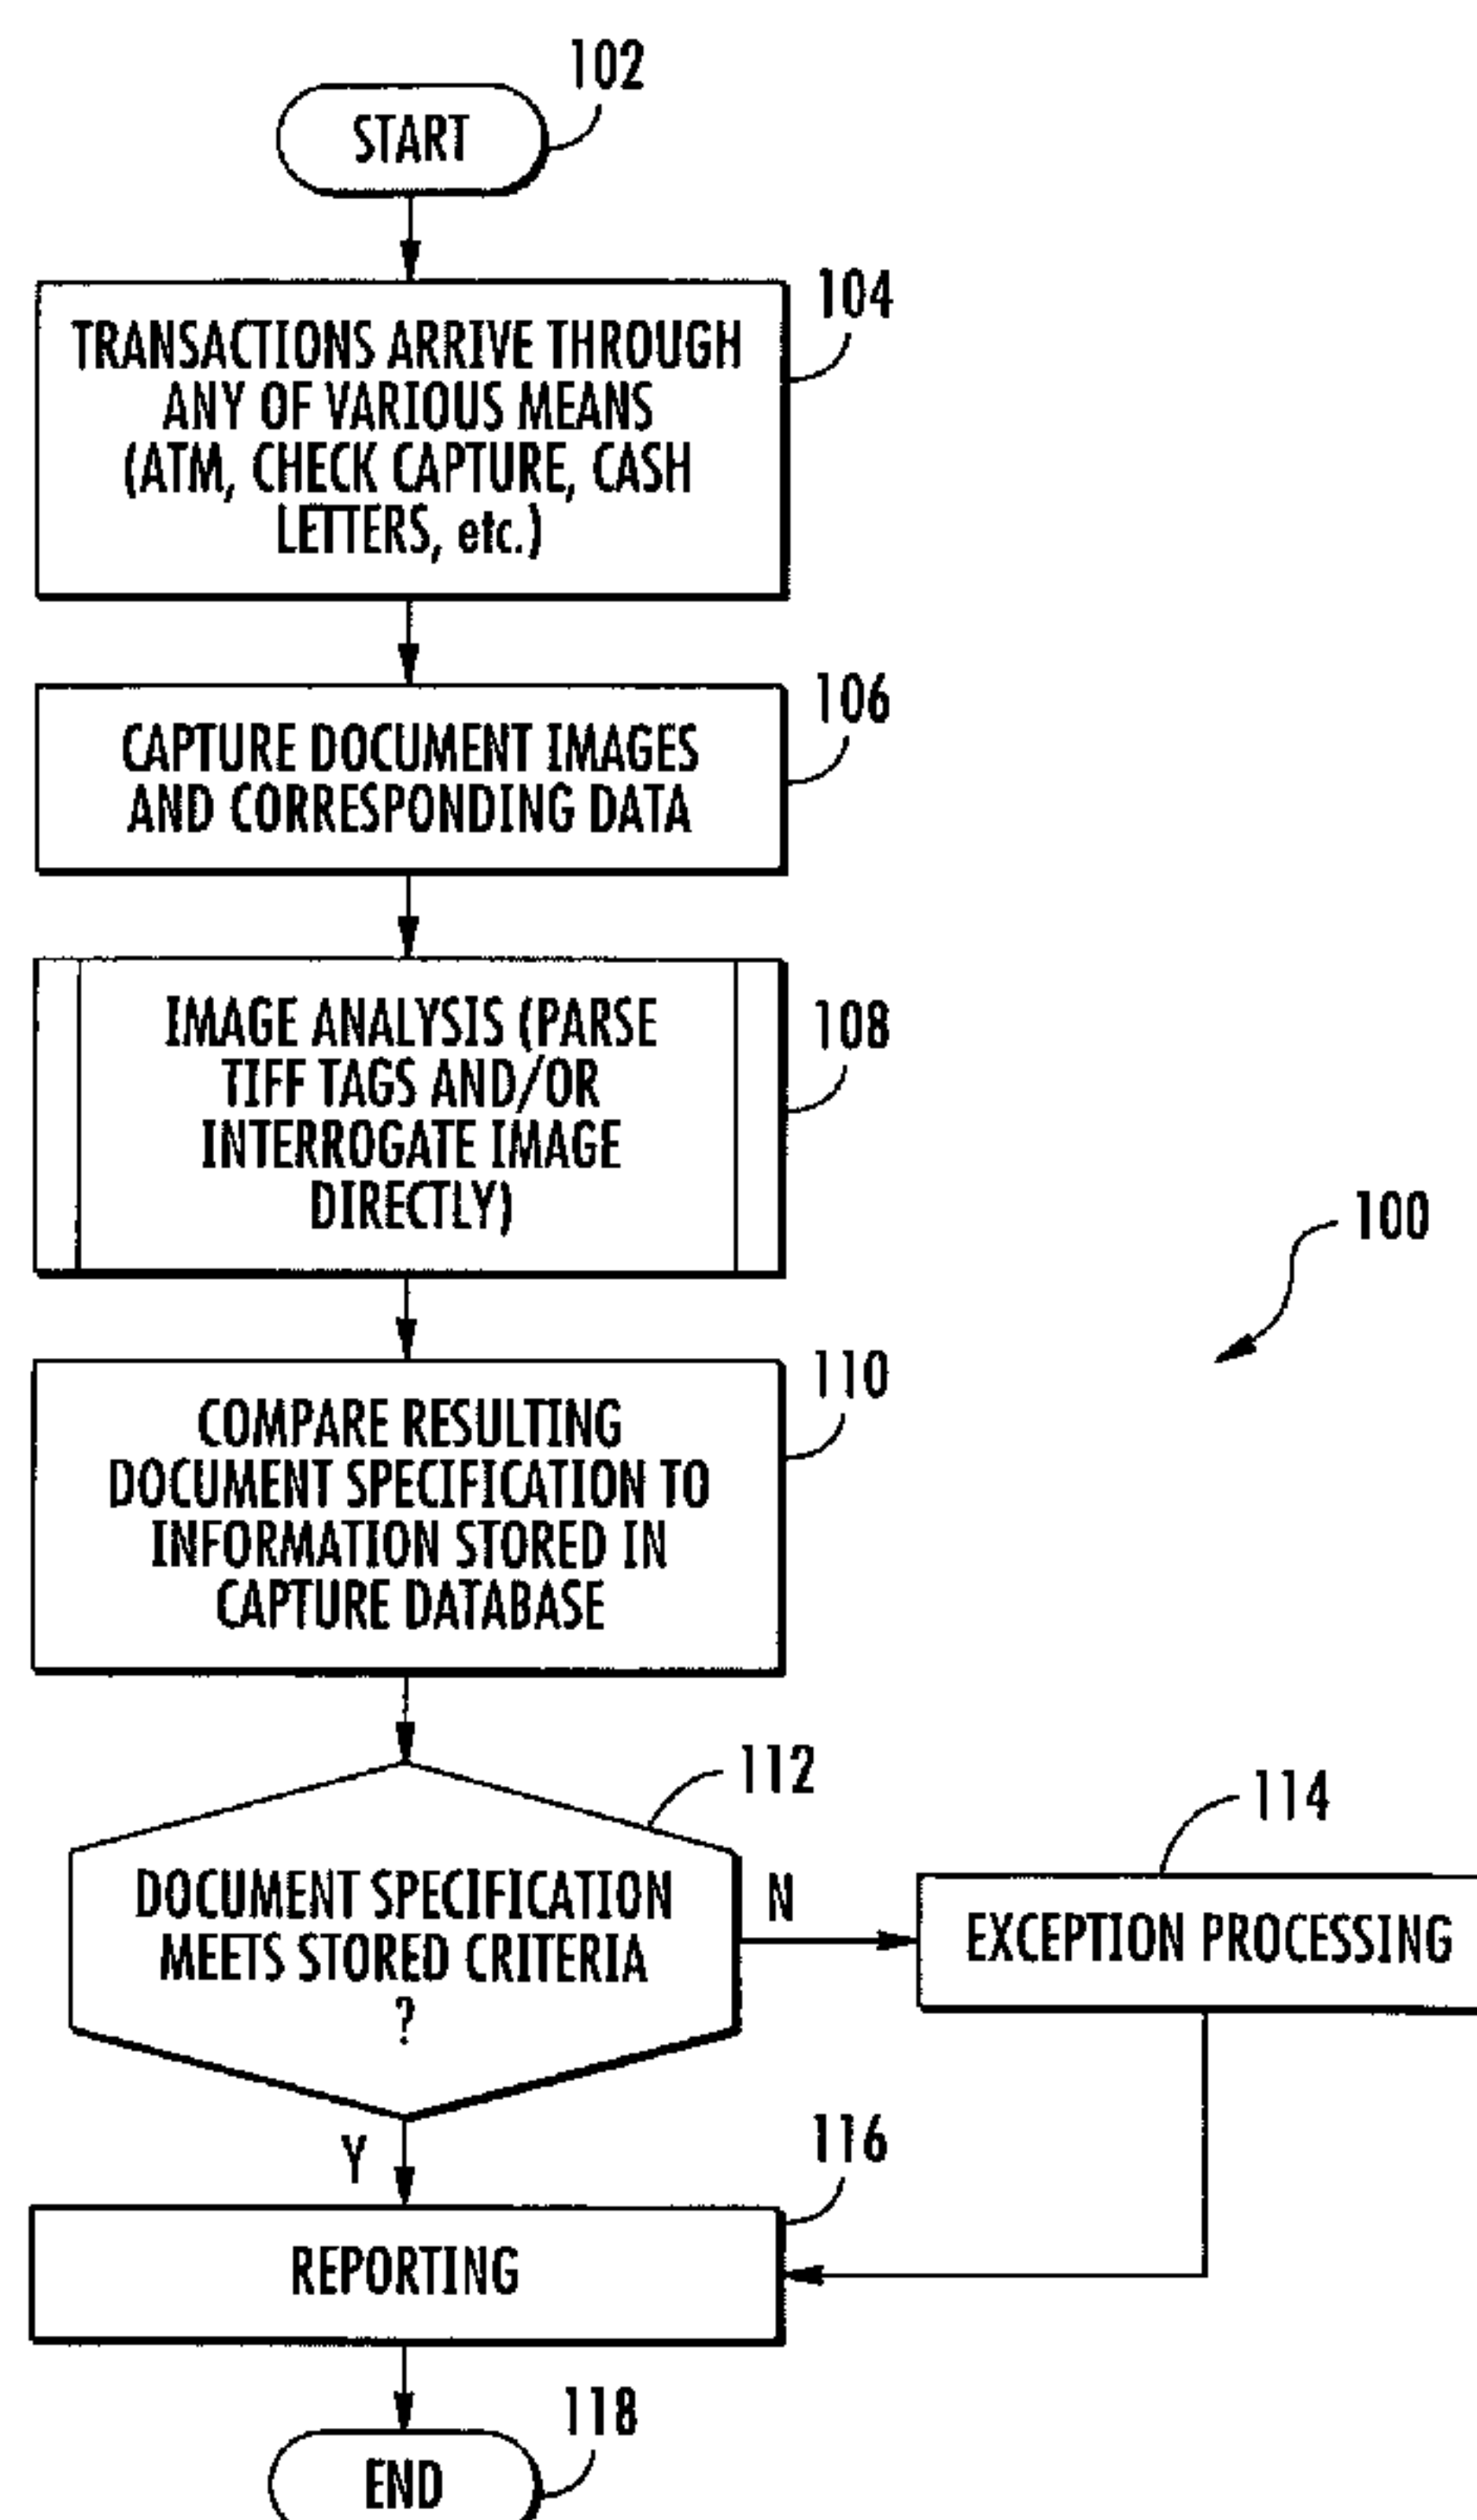 102
START
104
TRANSACTIONS ARRIVE THROUGH
ANY OF VARIOUS MEANS
(ATM, CHECK CAPTURE, CASH
LETTERS, etc.)
106
CAPTURE DOCUMENT IMAGES
AND CORRESPONDING DATA
108
IMAGE ANALYSIS (PARSE
TIFF TAGS AND/OR
INTERROGATE IMAGE
DIRECTLY)
100
110
COMPARE RESULTING
DOCUMENT SPECIFICATION TO
INFORMATION STORED IN
CAPTURE DATABASE
112
DOCUMENT SPECIFICATION
MEETS STORED CRITERIA
?
N
114
EXCEPTION PROCESSING
Y
116
REPORTING
118
END